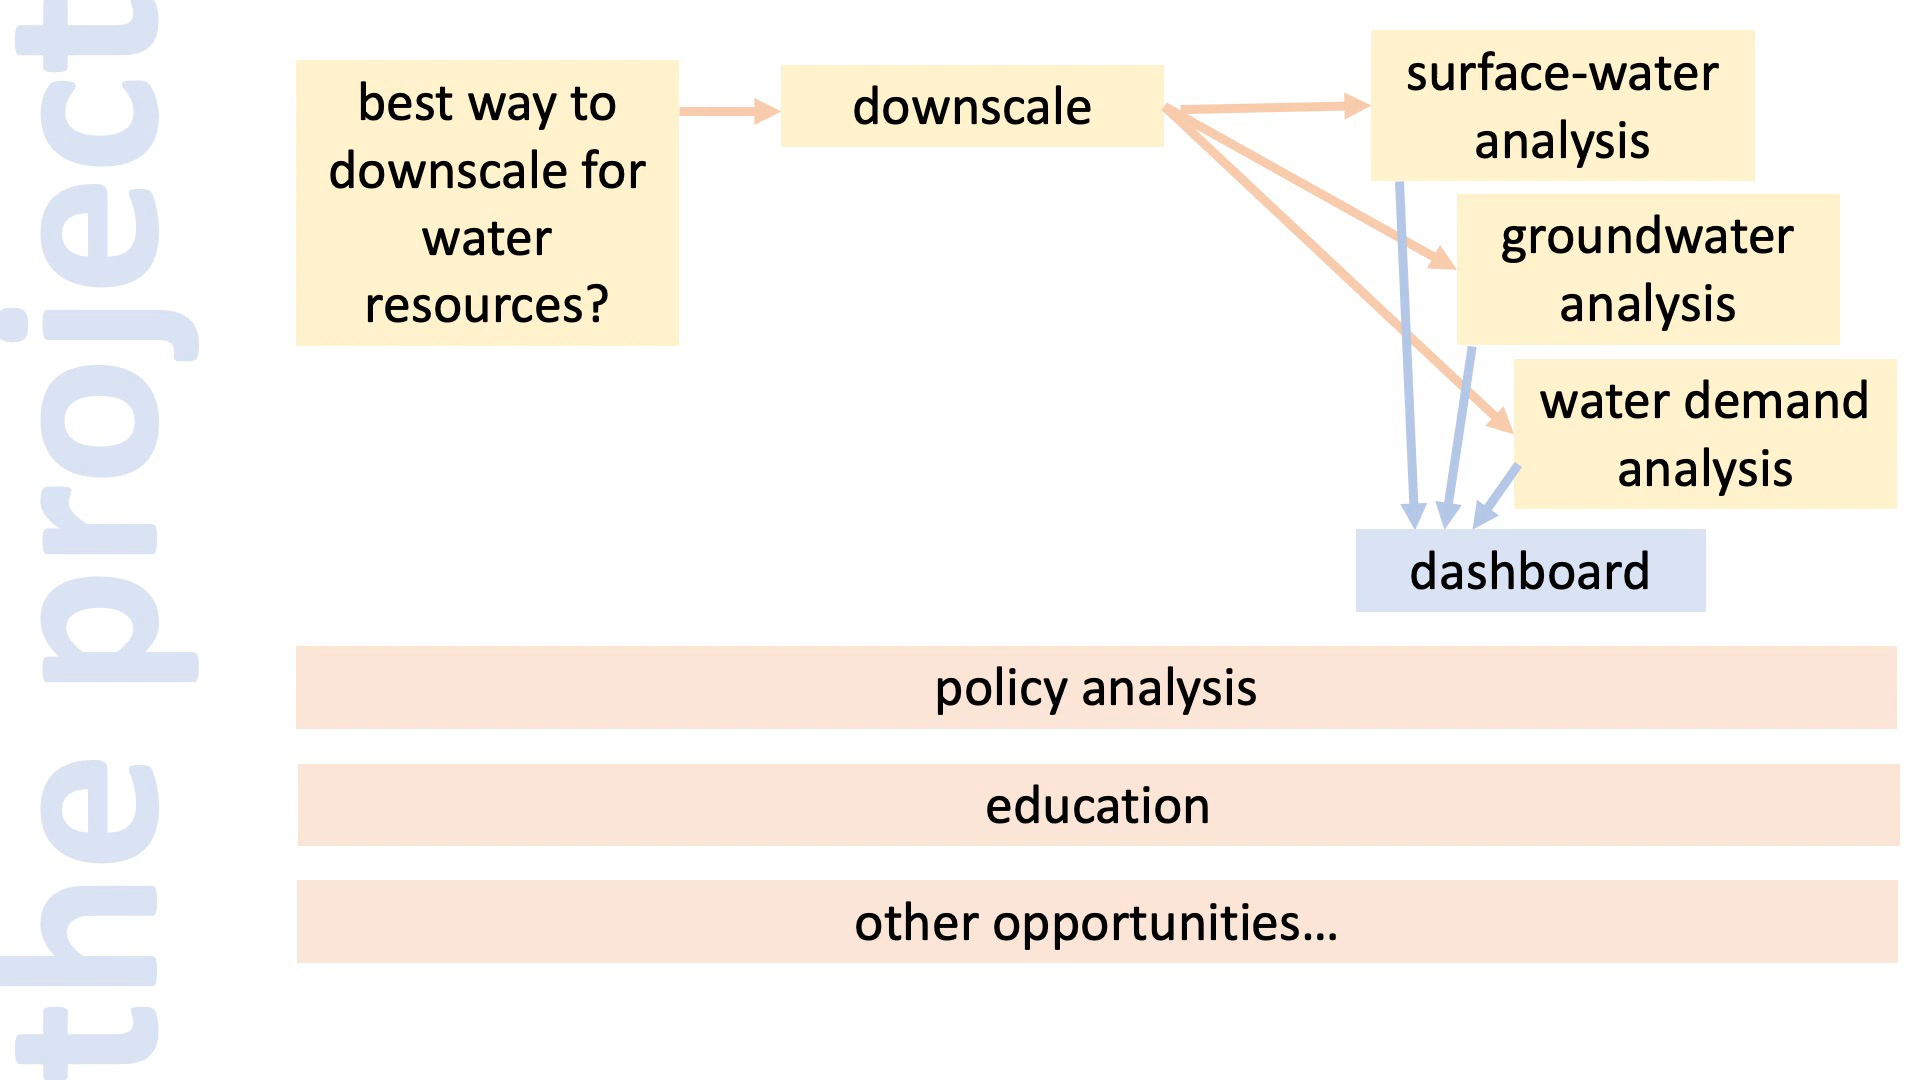 the project
best way to
downscale for
water
resources?
downscale
surface-water
analysis
groundwater
analysis
water demand
analysis
dashboard
policy analysis
education
other opportunities...